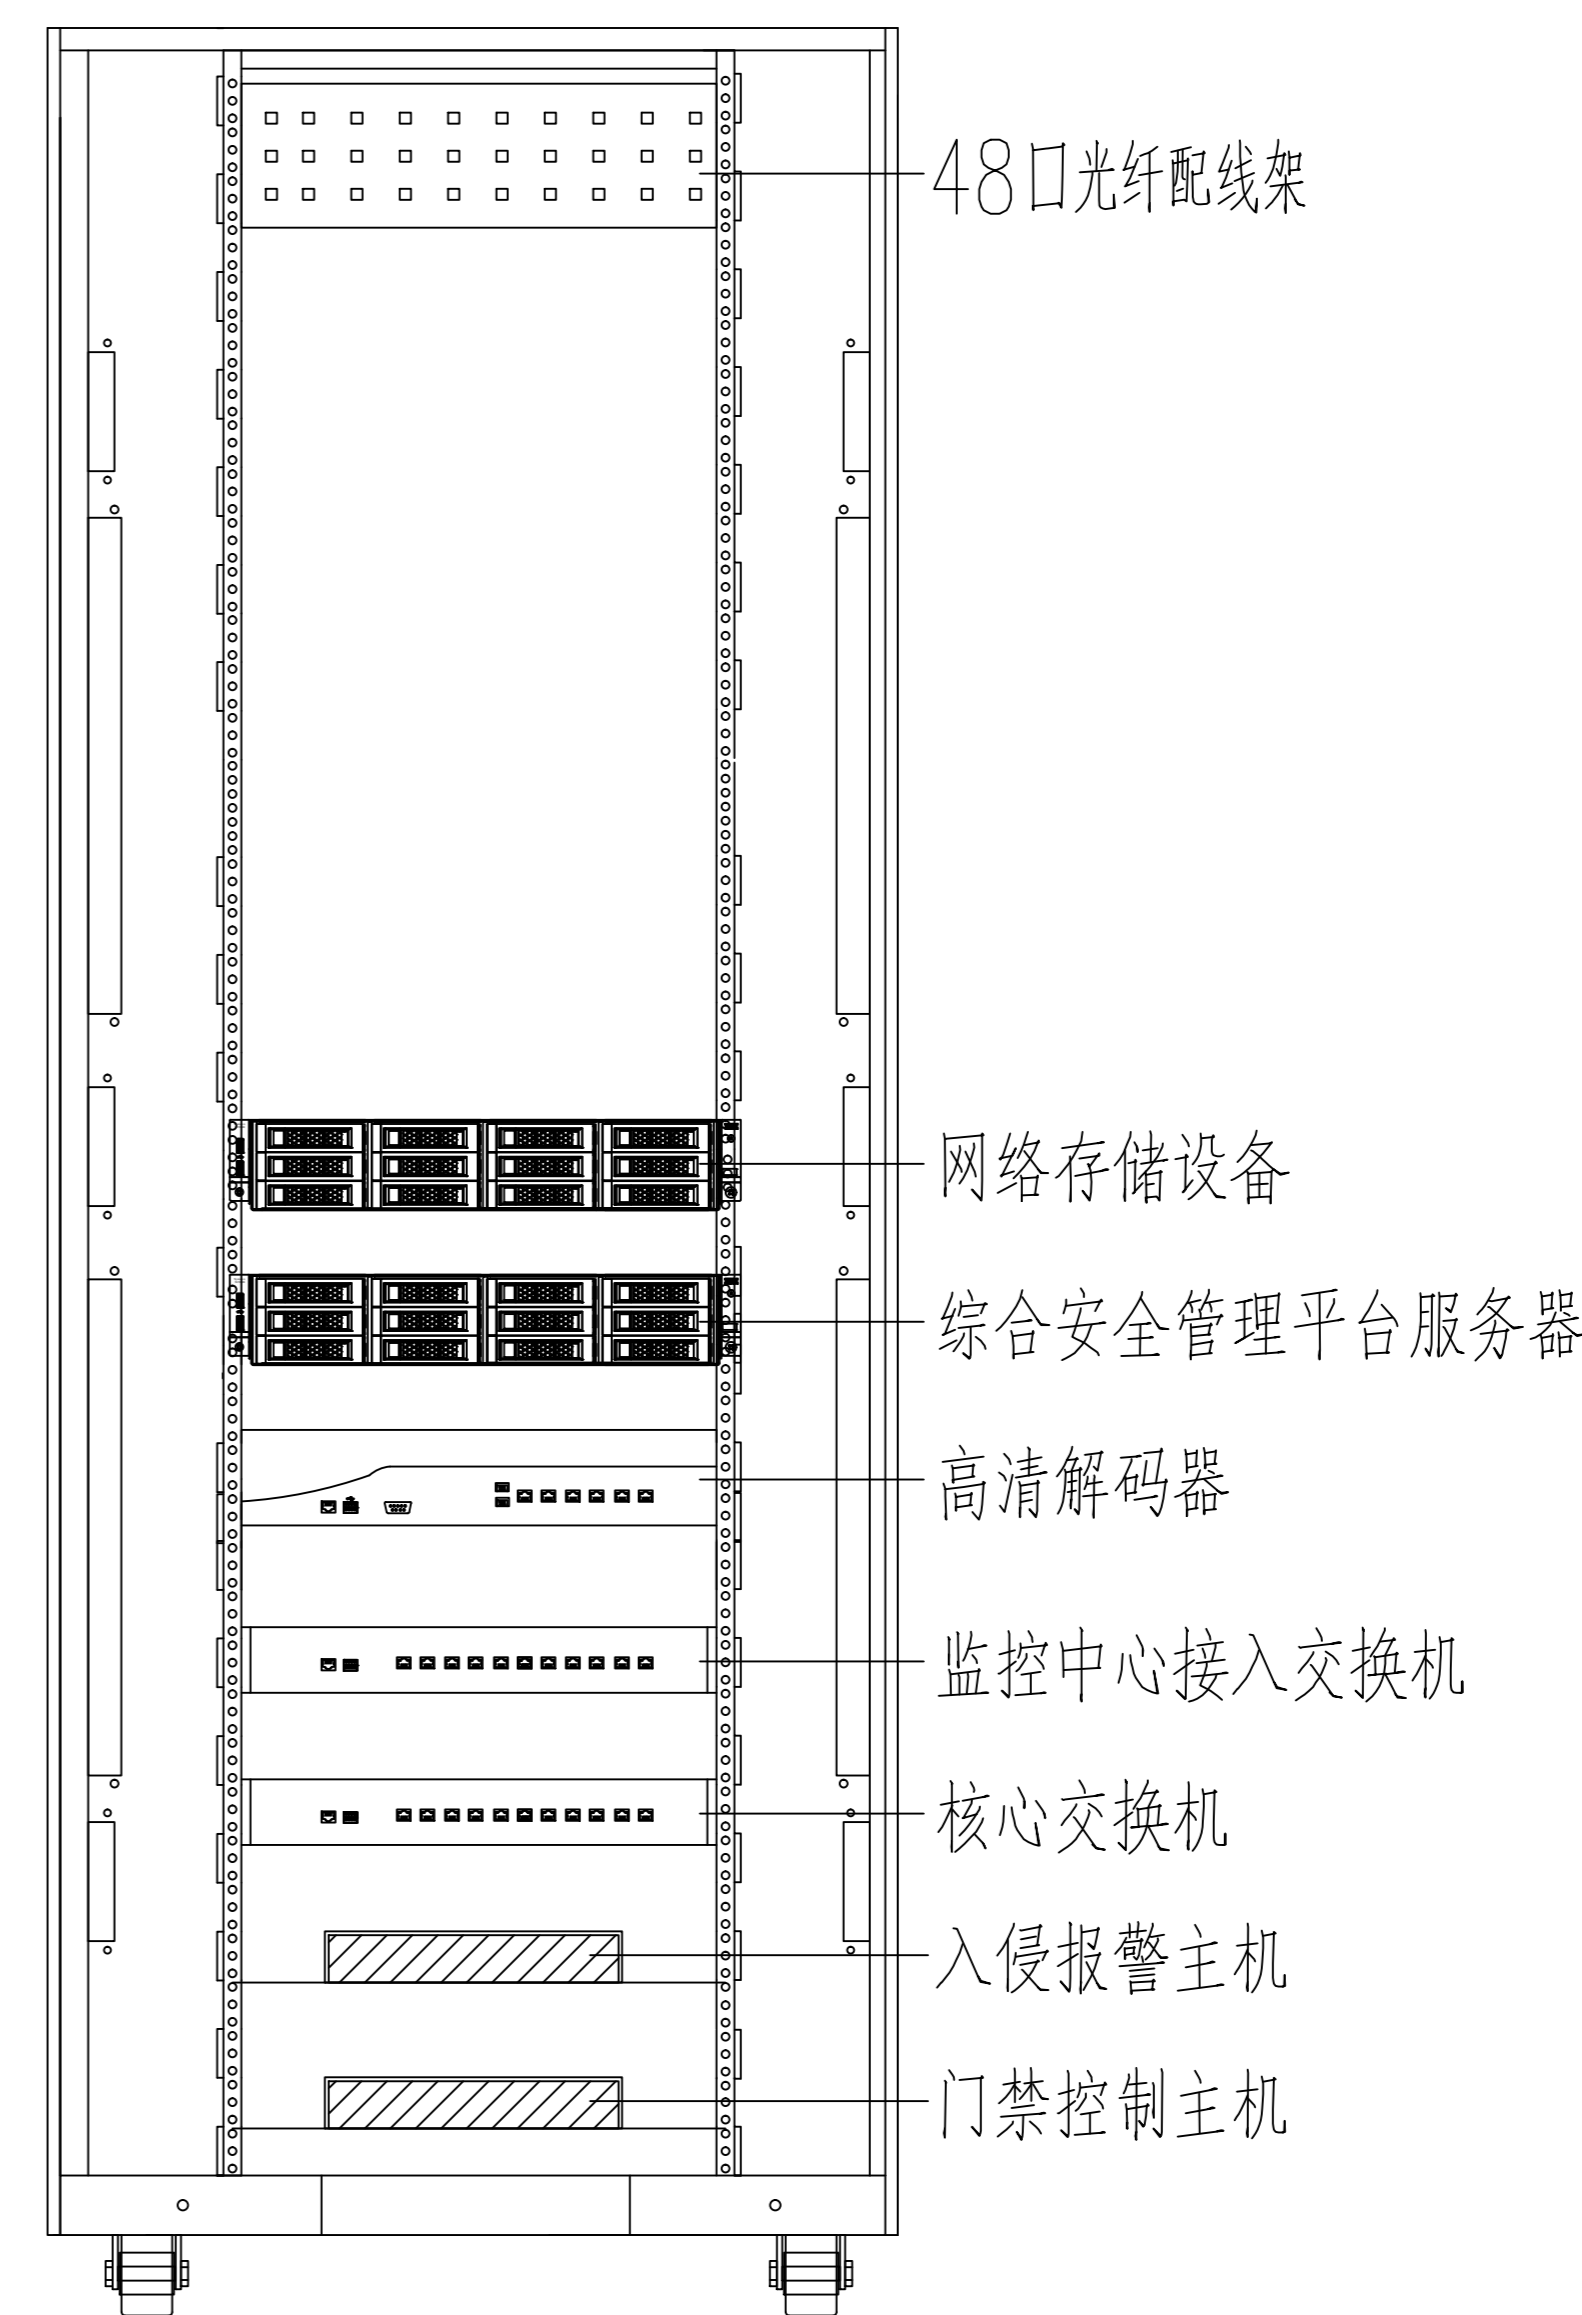 48口光纤配线架
网络存储设备
综合安全管理平台服务器
高清解码器
监控中心接入交换机
核心交换机
入侵报警主机
门禁控制主机